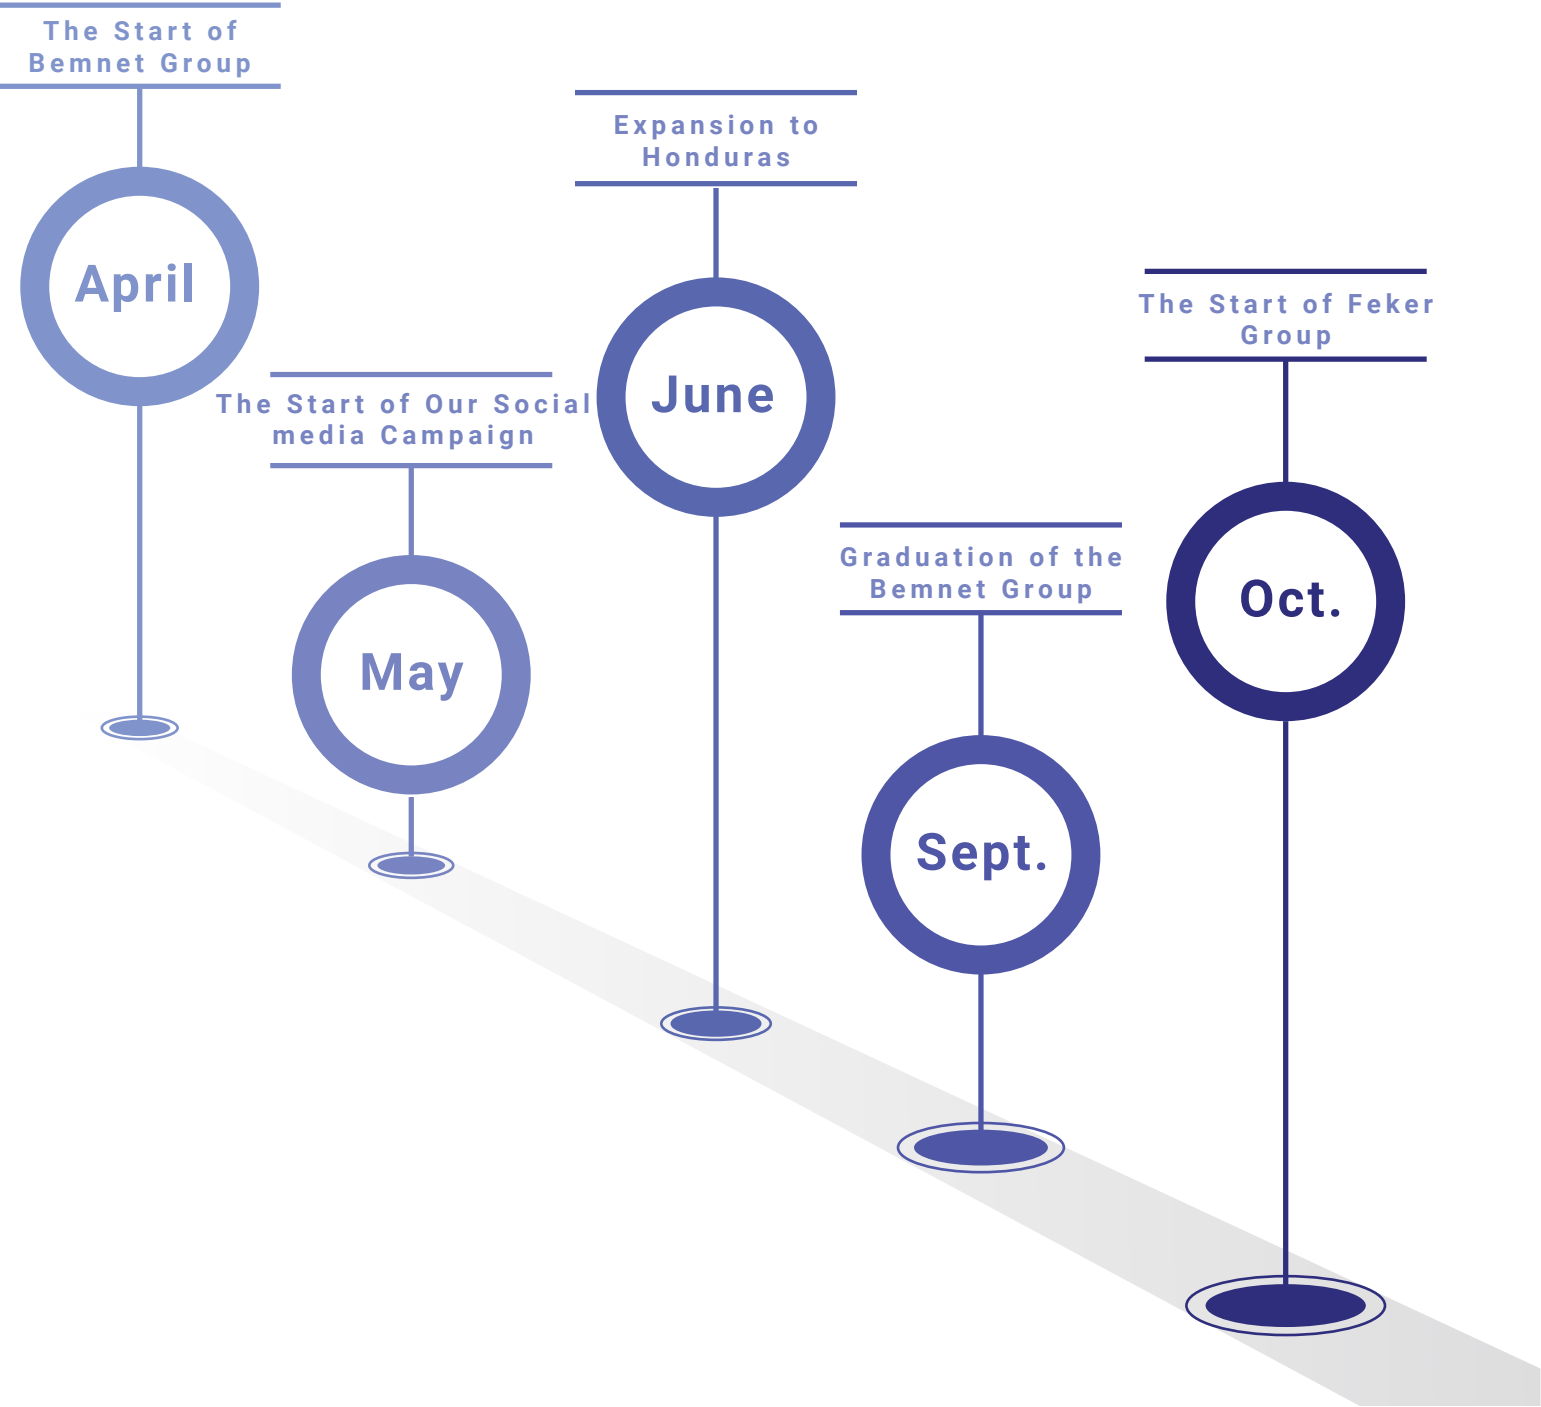 The Start of
Bemnet Group
April
The Start of Our Social
media Campaign
May
Expansion to
Honduras
June
Graduation of the
Bemnet Group
Sept.
The Start of Feker
Group
Oct.